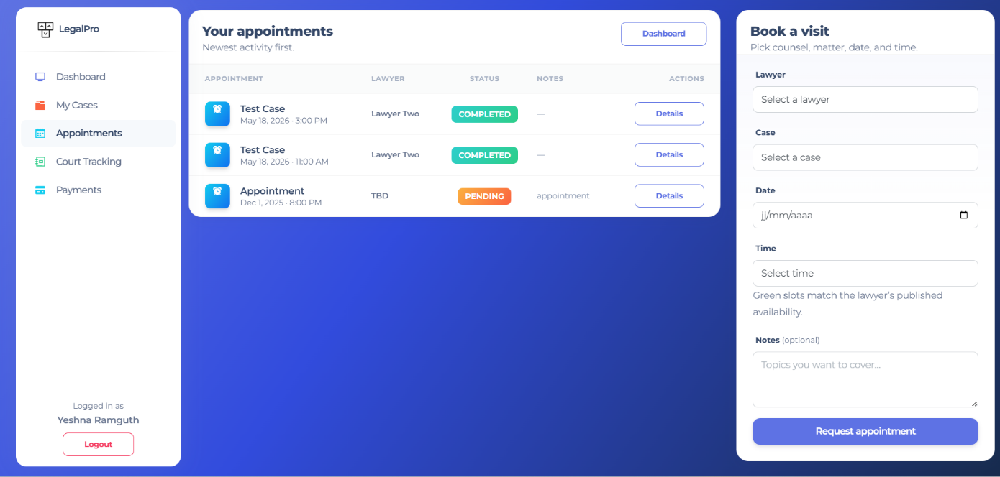 LegalPro
Dashboard
My Cases
Appointments
Court Tracking
Payments
Logged in as
Yeshna Ramguth
Logout
Your appointments
Newest activity first.
Dashboard
APPOINTMENT LAWYER STATUS NOTES ACTIONS
Test Case
May 18, 2026 · 3:00 PM
Lawyer Two
COMPLETED
—
Details
Test Case
May 18, 2026 · 11:00 AM
Lawyer Two
COMPLETED
—
Details
Appointment
Dec 1, 2025 · 8:00 PM
TBD
PENDING
appointment
Details
Book a visit
Pick counsel, matter, date, and time.
Lawyer
Select a lawyer
Case
Select a case
Date
jj/mm/aaaa
Time
Select time
Green slots match the lawyer’s published
availability.
Notes (optional)
Topics you want to cover...
Request appointment